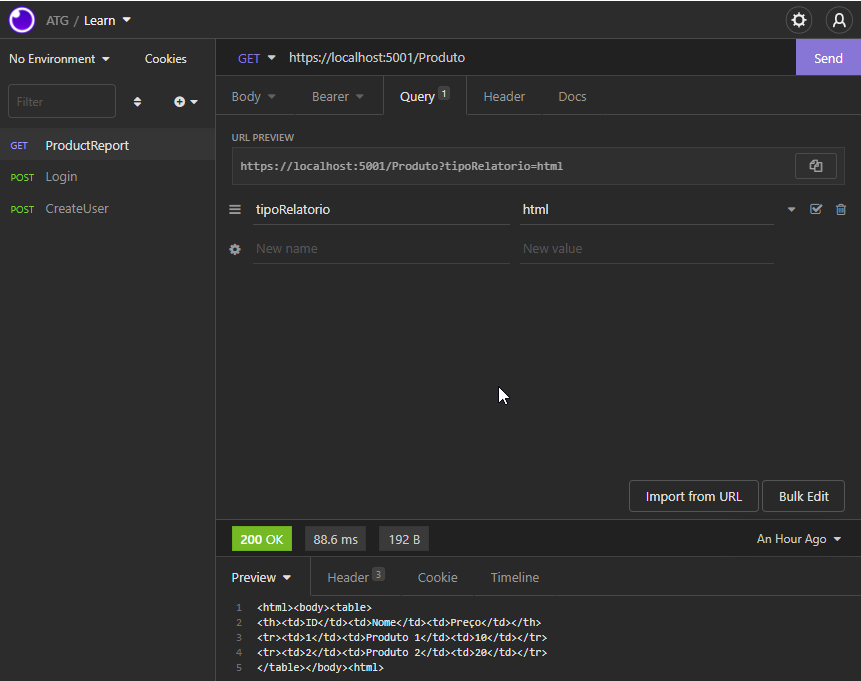 ATG / Learn
No Environment Cookies
Filter
GET ProductReport
POST Login
POST CreateUser
GET https://localhost:5001/Produto Send
Body Bearer Query 1 Header Docs
URL PREVIEW
https://localhost:5001/Produto?tipoRelatorio=html
tipoRelatorio html
New name New value
Import from URL Bulk Edit
200 OK 88.6 ms 192 B An Hour Ago
Preview Header 3 Cookie Timeline
1 <html><body><table>
2 <th><td>ID</td><td>Nome</td><td>Preço</td></th>
3 <tr><td>1</td><td>Produto 1</td><td>10</td></tr>
4 <tr><td>2</td><td>Produto 2</td><td>20</td></tr>
5 </table></body><html>